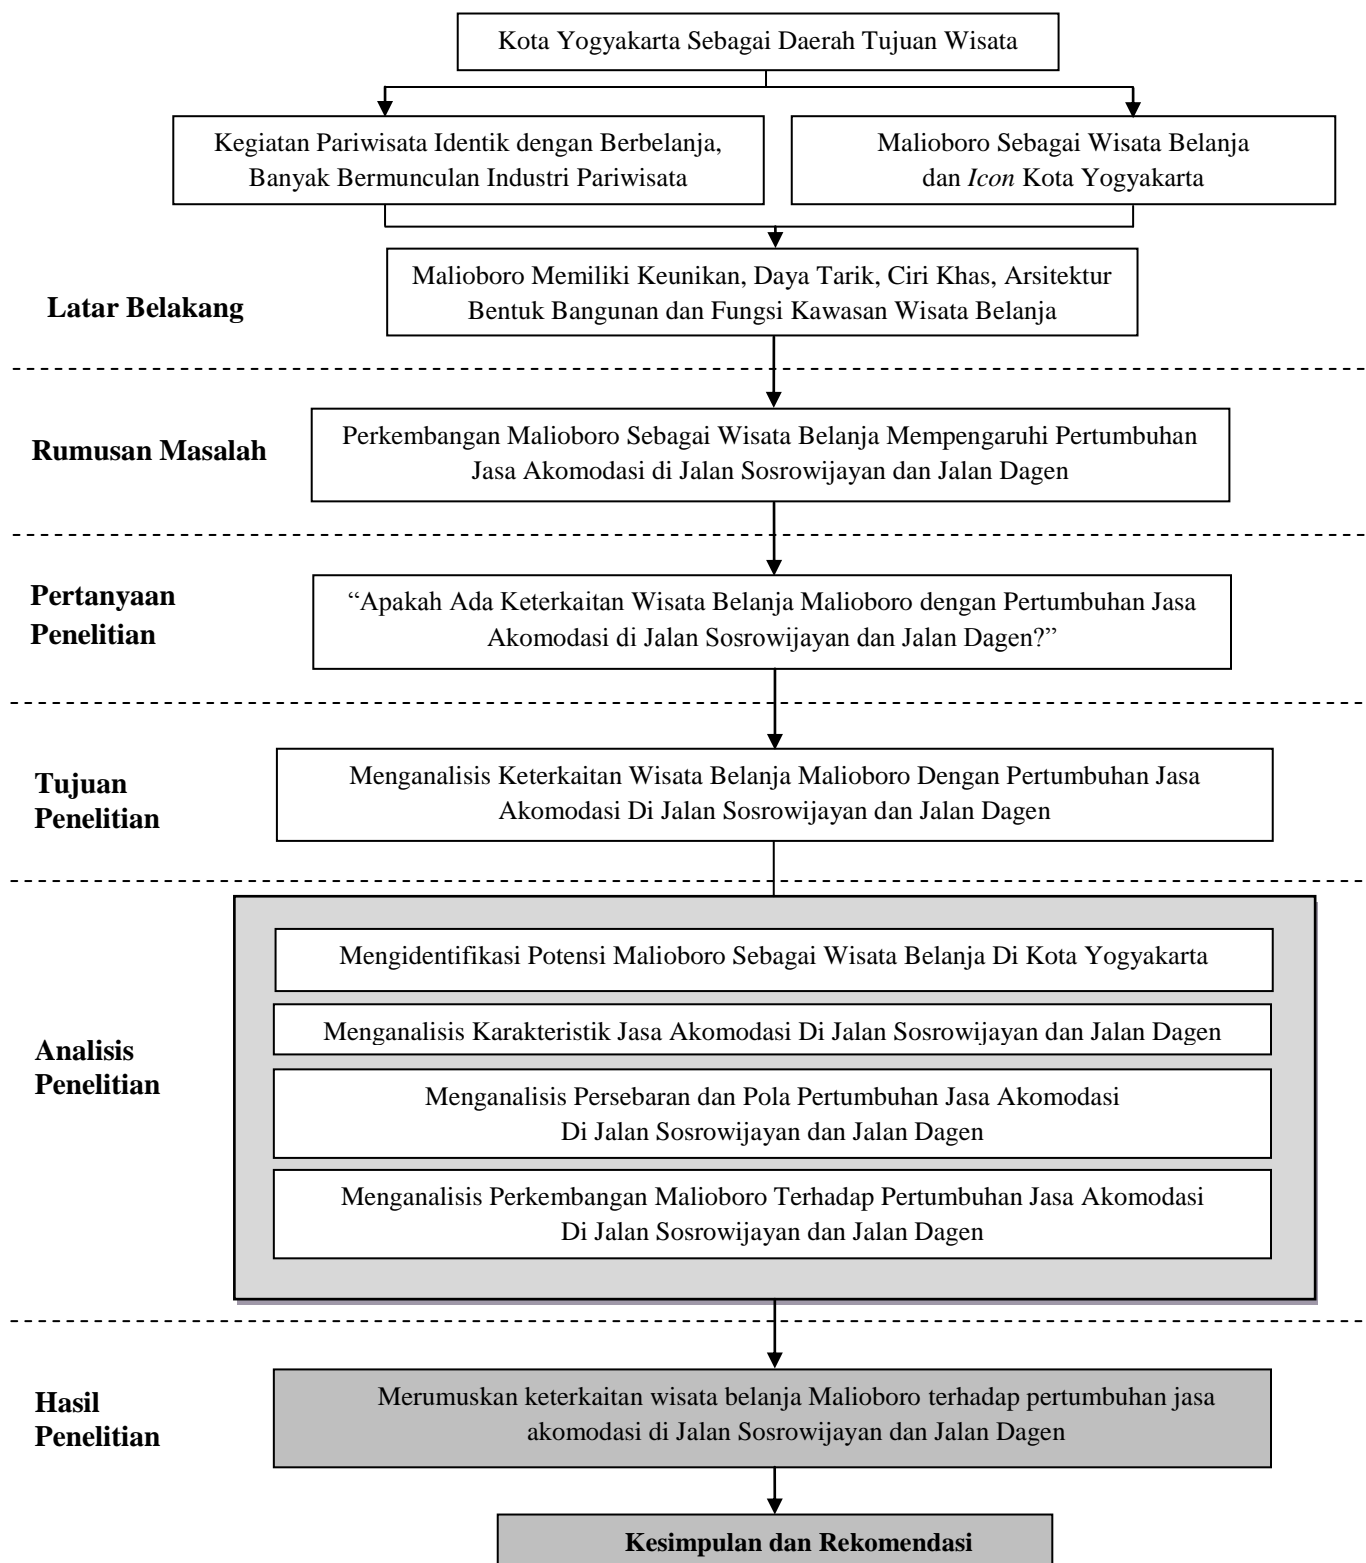 Kota Yogyakarta Sebagai Daerah Tujuan Wisata
Kegiatan Pariwisata Identik dengan Berbelanja,
Banyak Bermunculan Industri Pariwisata
Malioboro Sebagai Wisata Belanja
dan Icon Kota Yogyakarta
Latar Belakang
Malioboro Memiliki Keunikan, Daya Tarik, Ciri Khas, Arsitektur
Bentuk Bangunan dan Fungsi Kawasan Wisata Belanja
Rumusan Masalah
Perkembangan Malioboro Sebagai Wisata Belanja Mempengaruhi Pertumbuhan
Jasa Akomodasi di Jalan Sosrowijayan dan Jalan Dagen
Pertanyaan
Penelitian
“Apakah Ada Keterkaitan Wisata Belanja Malioboro dengan Pertumbuhan Jasa
Akomodasi di Jalan Sosrowijayan dan Jalan Dagen?”
Tujuan
Penelitian
Menganalisis Keterkaitan Wisata Belanja Malioboro Dengan Pertumbuhan Jasa
Akomodasi Di Jalan Sosrowijayan dan Jalan Dagen
Analisis
Penelitian
Mengidentifikasi Potensi Malioboro Sebagai Wisata Belanja Di Kota Yogyakarta
Menganalisis Karakteristik Jasa Akomodasi Di Jalan Sosrowijayan dan Jalan Dagen
Menganalisis Persebaran dan Pola Pertumbuhan Jasa Akomodasi
Di Jalan Sosrowijayan dan Jalan Dagen
Menganalisis Perkembangan Malioboro Terhadap Pertumbuhan Jasa Akomodasi
Di Jalan Sosrowijayan dan Jalan Dagen
Hasil
Penelitian
Merumuskan keterkaitan wisata belanja Malioboro terhadap pertumbuhan jasa
akomodasi di Jalan Sosrowijayan dan Jalan Dagen
Kesimpulan dan Rekomendasi